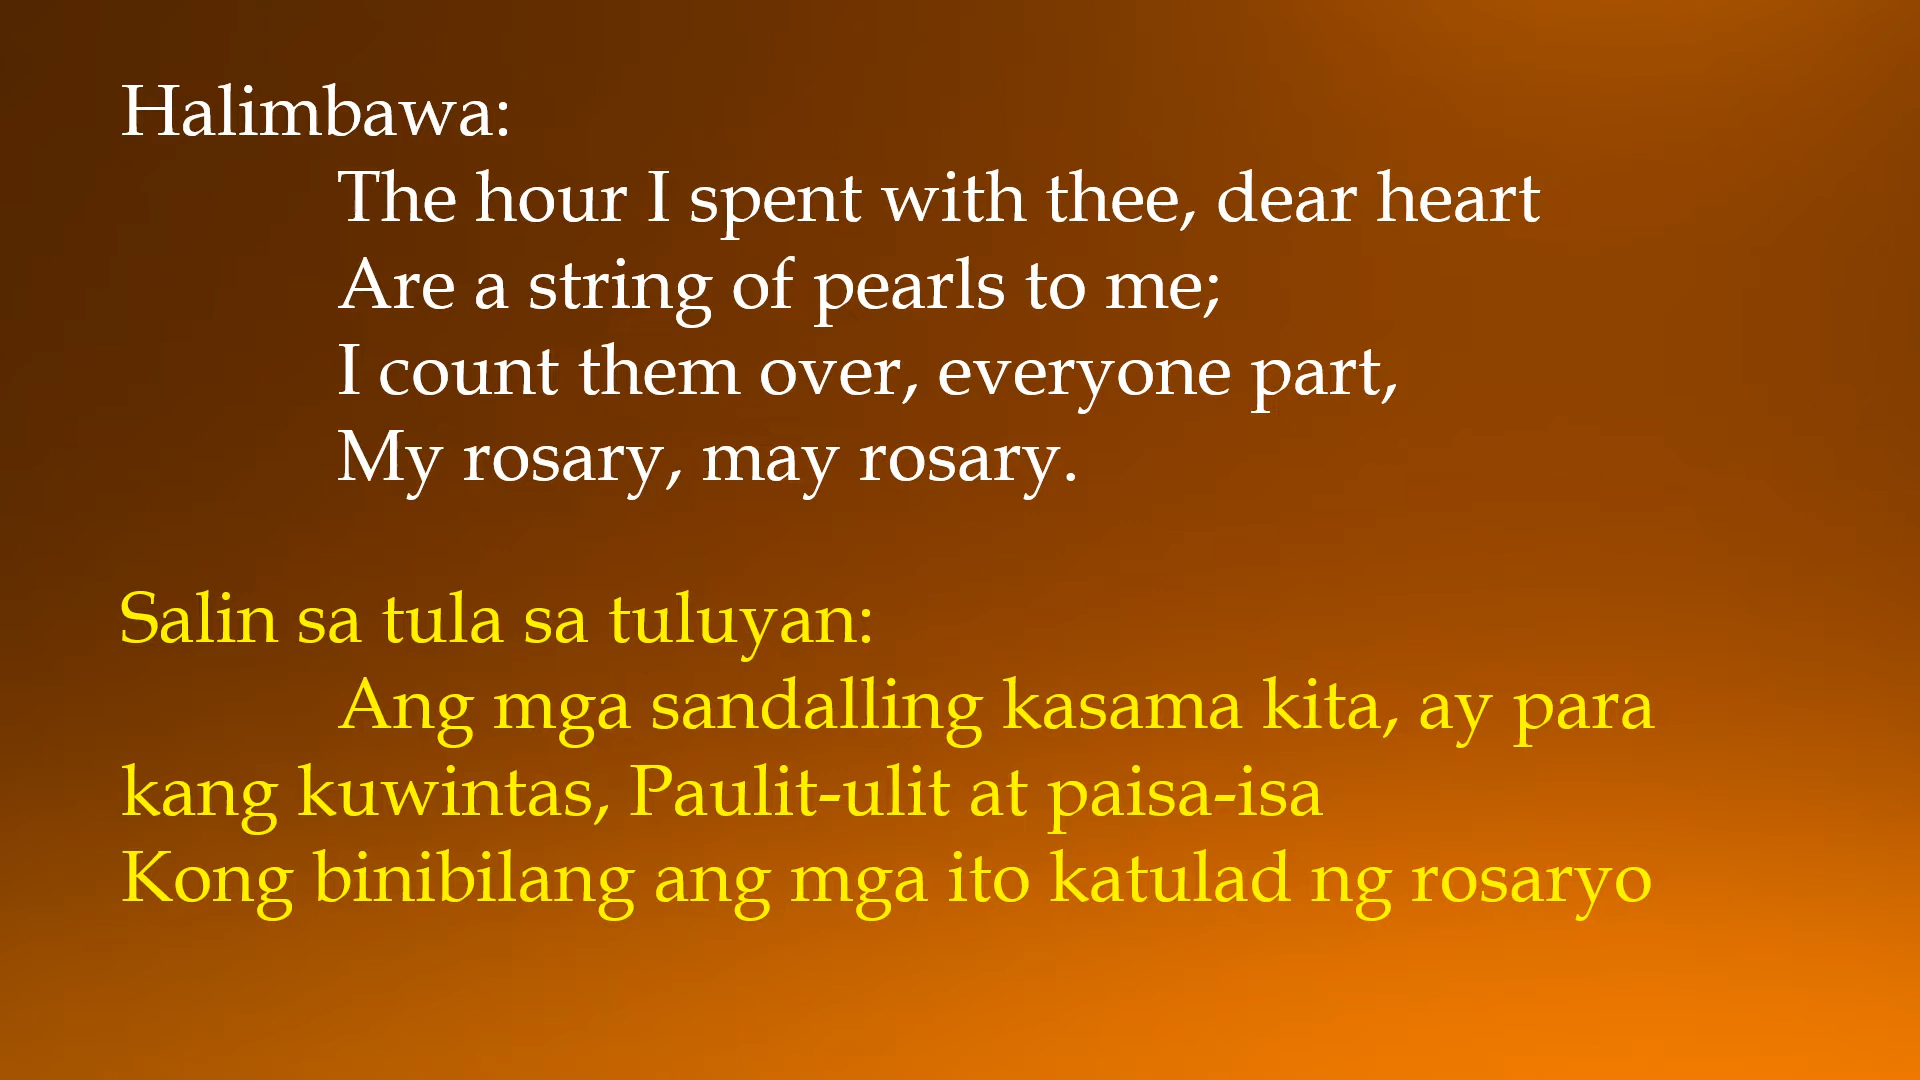 Halimbawa:
The hour I spent with thee, dear heart
Are a string of pearls to me;
I count them over, everyone part,
My rosary, may rosary.
Salin sa tula sa tuluyan:
Ang mga sandalling kasama kita, ay para
kang kuwintas, Paulit-ulit at paisa-isa
Kong binibilang ang mga ito katulad ng rosaryo